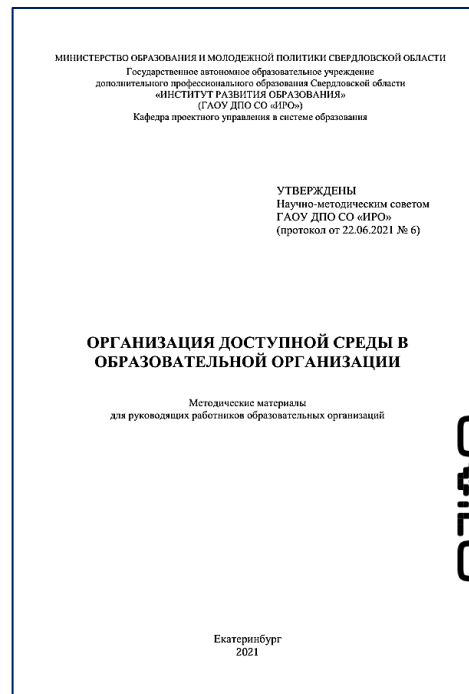 МИНИСТЕРСТВО ОБРАЗОВАНИЯ И МОЛОДЕЖНОЙ ПОЛИТИКИ СВЕРДЛОВСКОЙ ОБЛАСТИ
Государственное автономное образовательное учреждение
дополнительного профессионального образования Свердловской области
«ИНСТИТУТ РАЗВИТИЯ ОБРАЗОВАНИЯ»
(ГАОУ ДПО СО «ИРО»)
Кафедра проектного управления в системе образования
УТВЕРЖДЕНЫ
Научно-методическим советом
ГАОУ ДПО СО «ИРО»
(протокол от 22.06.2021 № 6)
ОРГАНИЗАЦИЯ ДОСТУПНОЙ СРЕДЫ В
ОБРАЗОВАТЕЛЬНОЙ ОРГАНИЗАЦИИ
Методические материалы
для руководящих работников образовательных организаций
Екатеринбург
2021